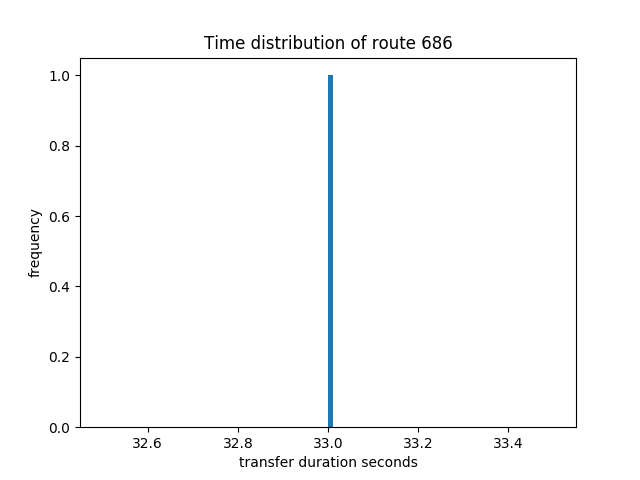 Time distribution of route 686
frequency
1.0
0.8
0.6
0.4
0.2
0.0
32.6 32.8 33.0 33.2 33.4
transfer duration seconds